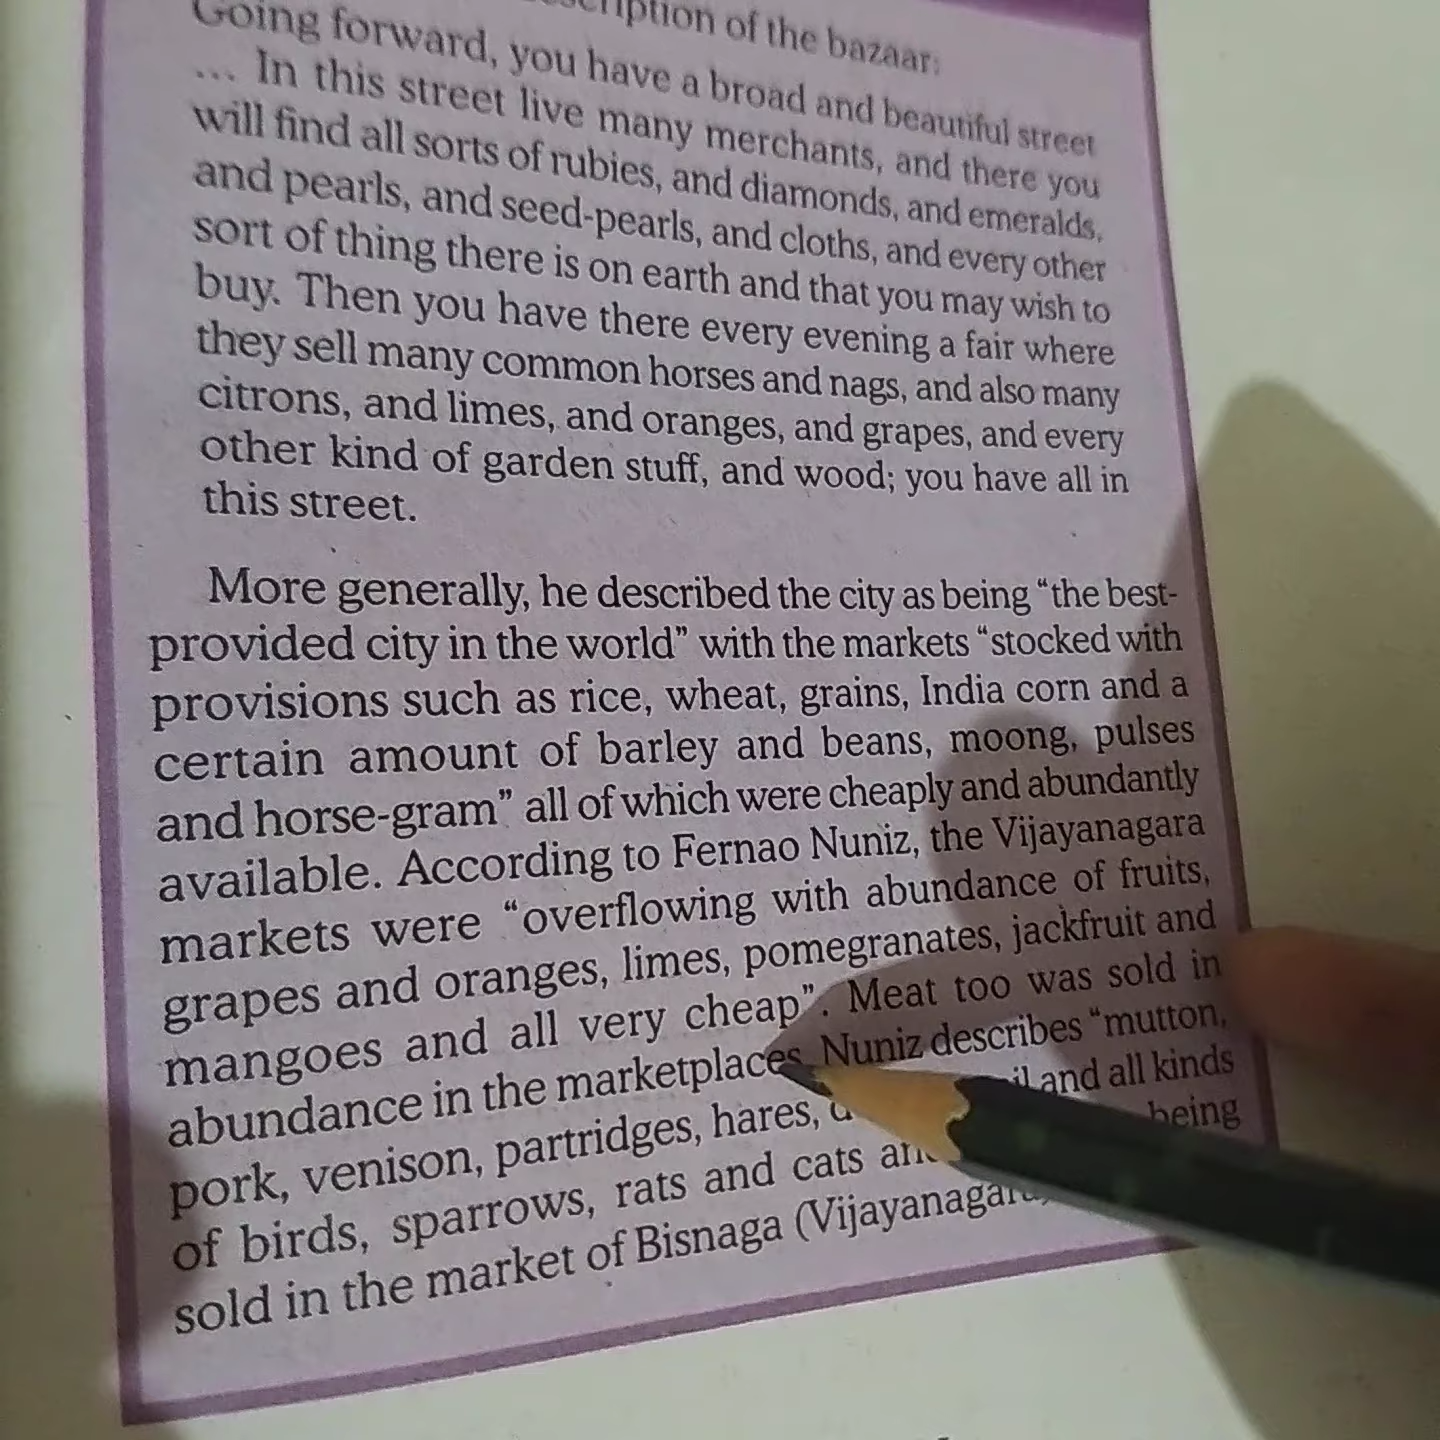 of the bazaar:
Going forward, you have a broad and beautiful street
... In this street live many merchants, and there you
will find all sorts of rubies, and diamonds, and emeralds,
and pearls, and seed-pearls, and cloths, and every other
sort of thing there is on earth and that you may wish to
buy. Then you have there every evening a fair where
they sell many common horses and nags, and also many
citrons, and limes, and oranges, and grapes, and every
other kind of garden stuff, and wood; you have all in
this street.
More generally, he described the city as being “the best-
provided city in the world” with the markets “stocked with
provisions such as rice, wheat, grains, India corn and a
certain amount of barley and beans, moong, pulses
and horse-gram” all of which were cheaply and abundantly
available. According to Fernao Nuniz, the Vijayanagara
markets were “overflowing with abundance of fruits,
grapes and oranges, limes, pomegranates, jackfruit and
mangoes and all very cheap”. Meat too was sold in
abundance in the marketplaces. Nuniz describes “mutton,
pork, venison, partridges, hares, and all kinds
of birds, sparrows, rats and cats being
sold in the market of Bisnaga (Vijayanagara)